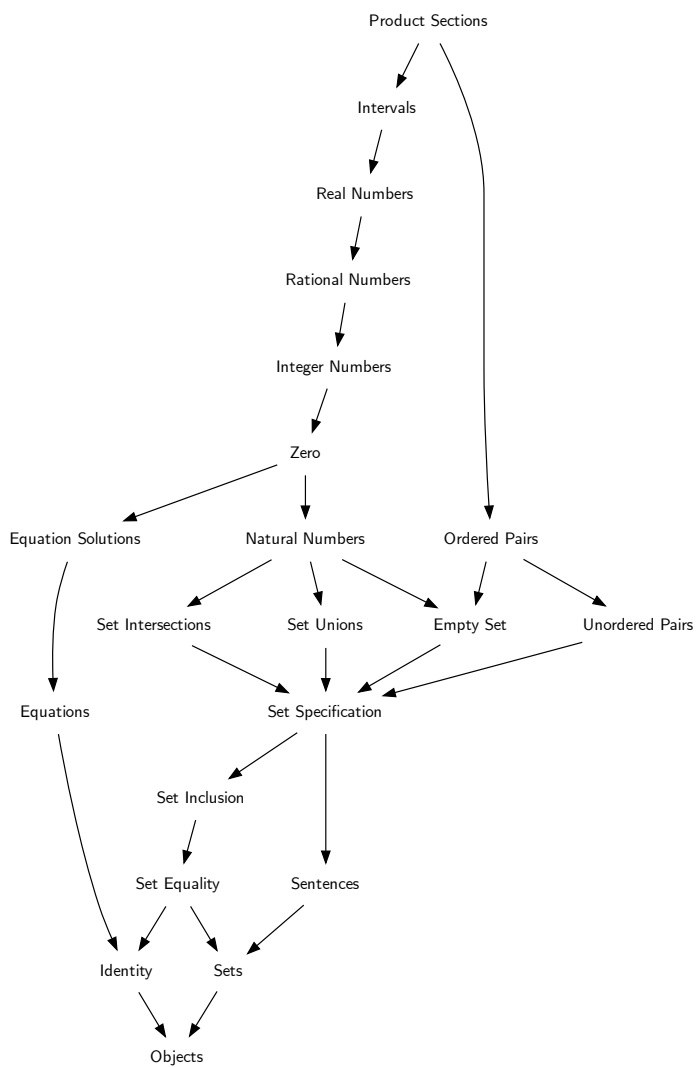 Product Sections
Intervals
Real Numbers
Rational Numbers
Integer Numbers
Zero
Equation Solutions
Natural Numbers
Ordered Pairs
Set Intersections
Set Unions
Empty Set
Unordered Pairs
Equations
Set Specification
Set Inclusion
Set Equality
Sentences
Identity
Sets
Objects